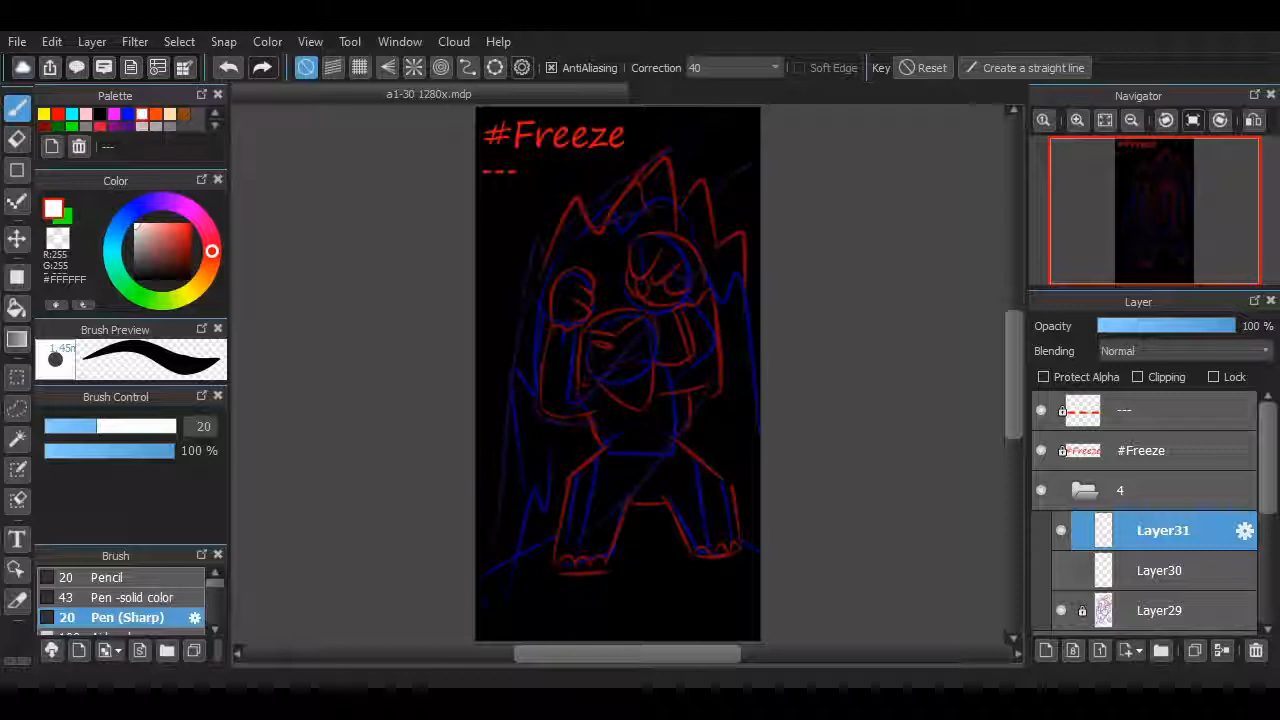 File Edit Layer Filter Select Snap Color View Tool Window Cloud Help
AntiAliasing Correction 40 Soft Edge Key Reset Create a straight line
Palette
a1-30 1280x.mdp
Navigator
#Freeze
---
---
Color
R:255
G:255
#FFFFFF
Layer
Opacity 100 %
Brush Preview
Blending Normal
Protect Alpha Clipping Lock
Brush Control
---
20
#Freeze
100 %
4
Layer31
Brush
20 Pencil
Layer30
43 Pen -solid color
20 Pen (Sharp)
Layer29